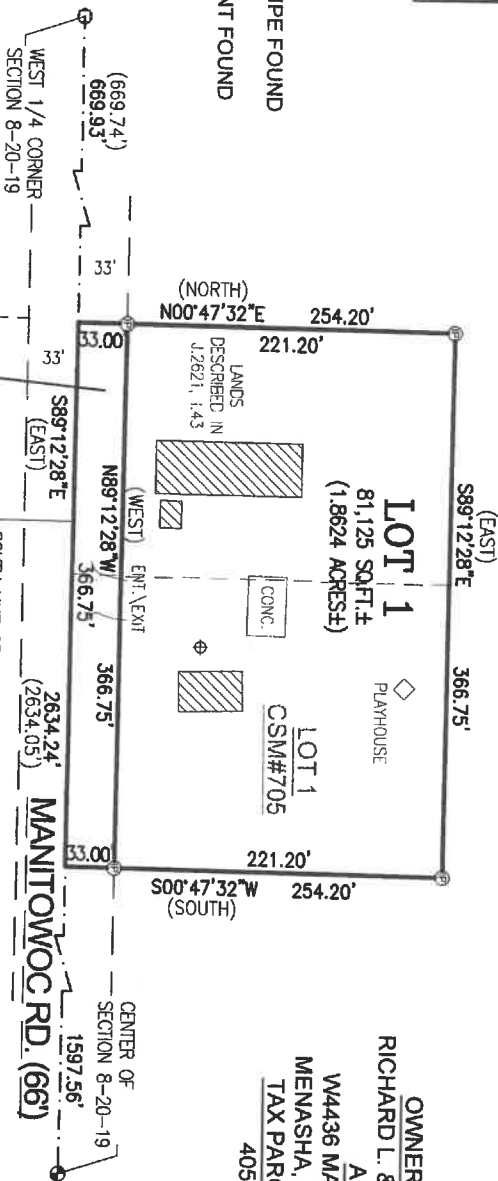 IPE FOUND
NT FOUND
(669.74')
669.93'
WEST 1/4 CORNER
SECTION 8-20-19
33'
33'
(NORTH)
N00°47'32"E 254.20'
221.20'
33.00
LANDS
DESCRIBED IN
J.2621, I.43
(EAST)
S89°12'28"E 366.75'
LOT 1
81,125 SQ.FT.±
(1.8624 ACRES±)
CONC.
PLAYHOUSE
LOT 1
CSM#705
(WEST)
N89°12'28"W 366.75'
ENT.\EXIT
366.75'
S89°12'28"E
(EAST)
221.20'
S00°47'32"W 254.20'
(SOUTH)
33.00
2634.24'
(2634.05')
MANITOWOC RD. (66')
1597.56'
CENTER OF
SECTION 8-20-19
OWNER
RICHARD L. &
A
W4436 MA
MENASHA,
TAX PAR
405